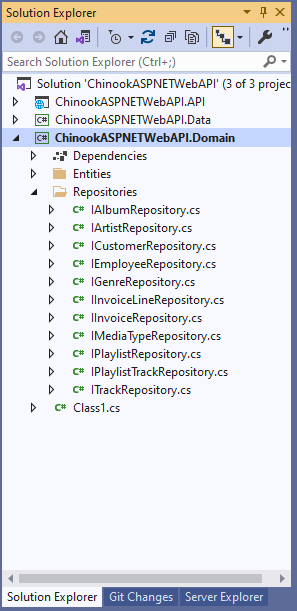 Solution Explorer
Search Solution Explorer (Ctrl+;)
Solution 'ChinookASPNETWebAPI' (3 of 3 projec
ChinookASPNETWebAPI.API
C# ChinookASPNETWebAPI.Data
C# ChinookASPNETWebAPI.Domain
Dependencies
Entities
Repositories
C# IAlbumRepository.cs
C# IArtistRepository.cs
C# ICustomerRepository.cs
C# IEmployeeRepository.cs
C# IGenreRepository.cs
C# IInvoiceLineRepository.cs
C# IInvoiceRepository.cs
C# IMediaTypeRepository.cs
C# IPlaylistRepository.cs
C# IPlaylistTrackRepository.cs
C# ITrackRepository.cs
C# Class1.cs
Solution Explorer Git Changes Server Explorer